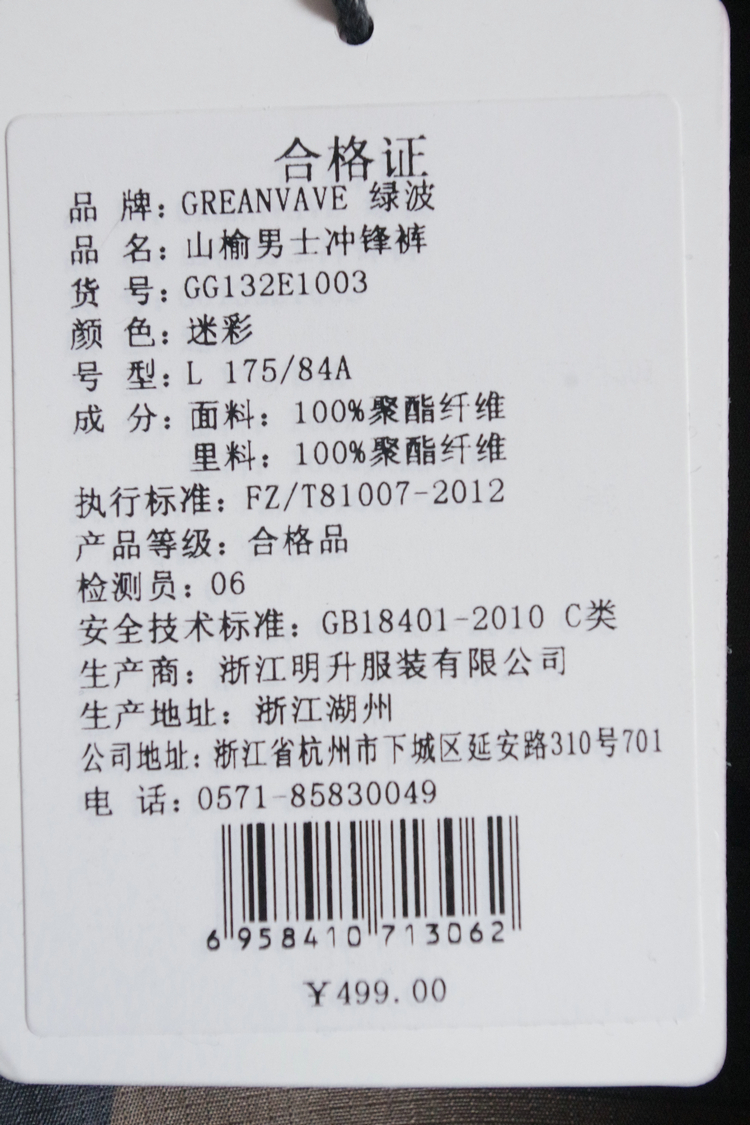 合格证
品 牌：GREANVAVE 绿波
品 名：山榆男士冲锋裤
货 号：GG132E1003
颜 色：迷彩
号 型：L 175/84A
成 分：面料：100%聚酯纤维
里料：100%聚酯纤维
执行标准：FZ/T81007-2012
产品等级：合格品
检测员：06
安全技术标准：GB18401-2010 C类
生产商：浙江明升服装有限公司
生产地址：浙江湖州
公司地址：浙江省杭州市下城区延安路310号701
电 话：0571-85830049
6 958410 713062
￥499.00